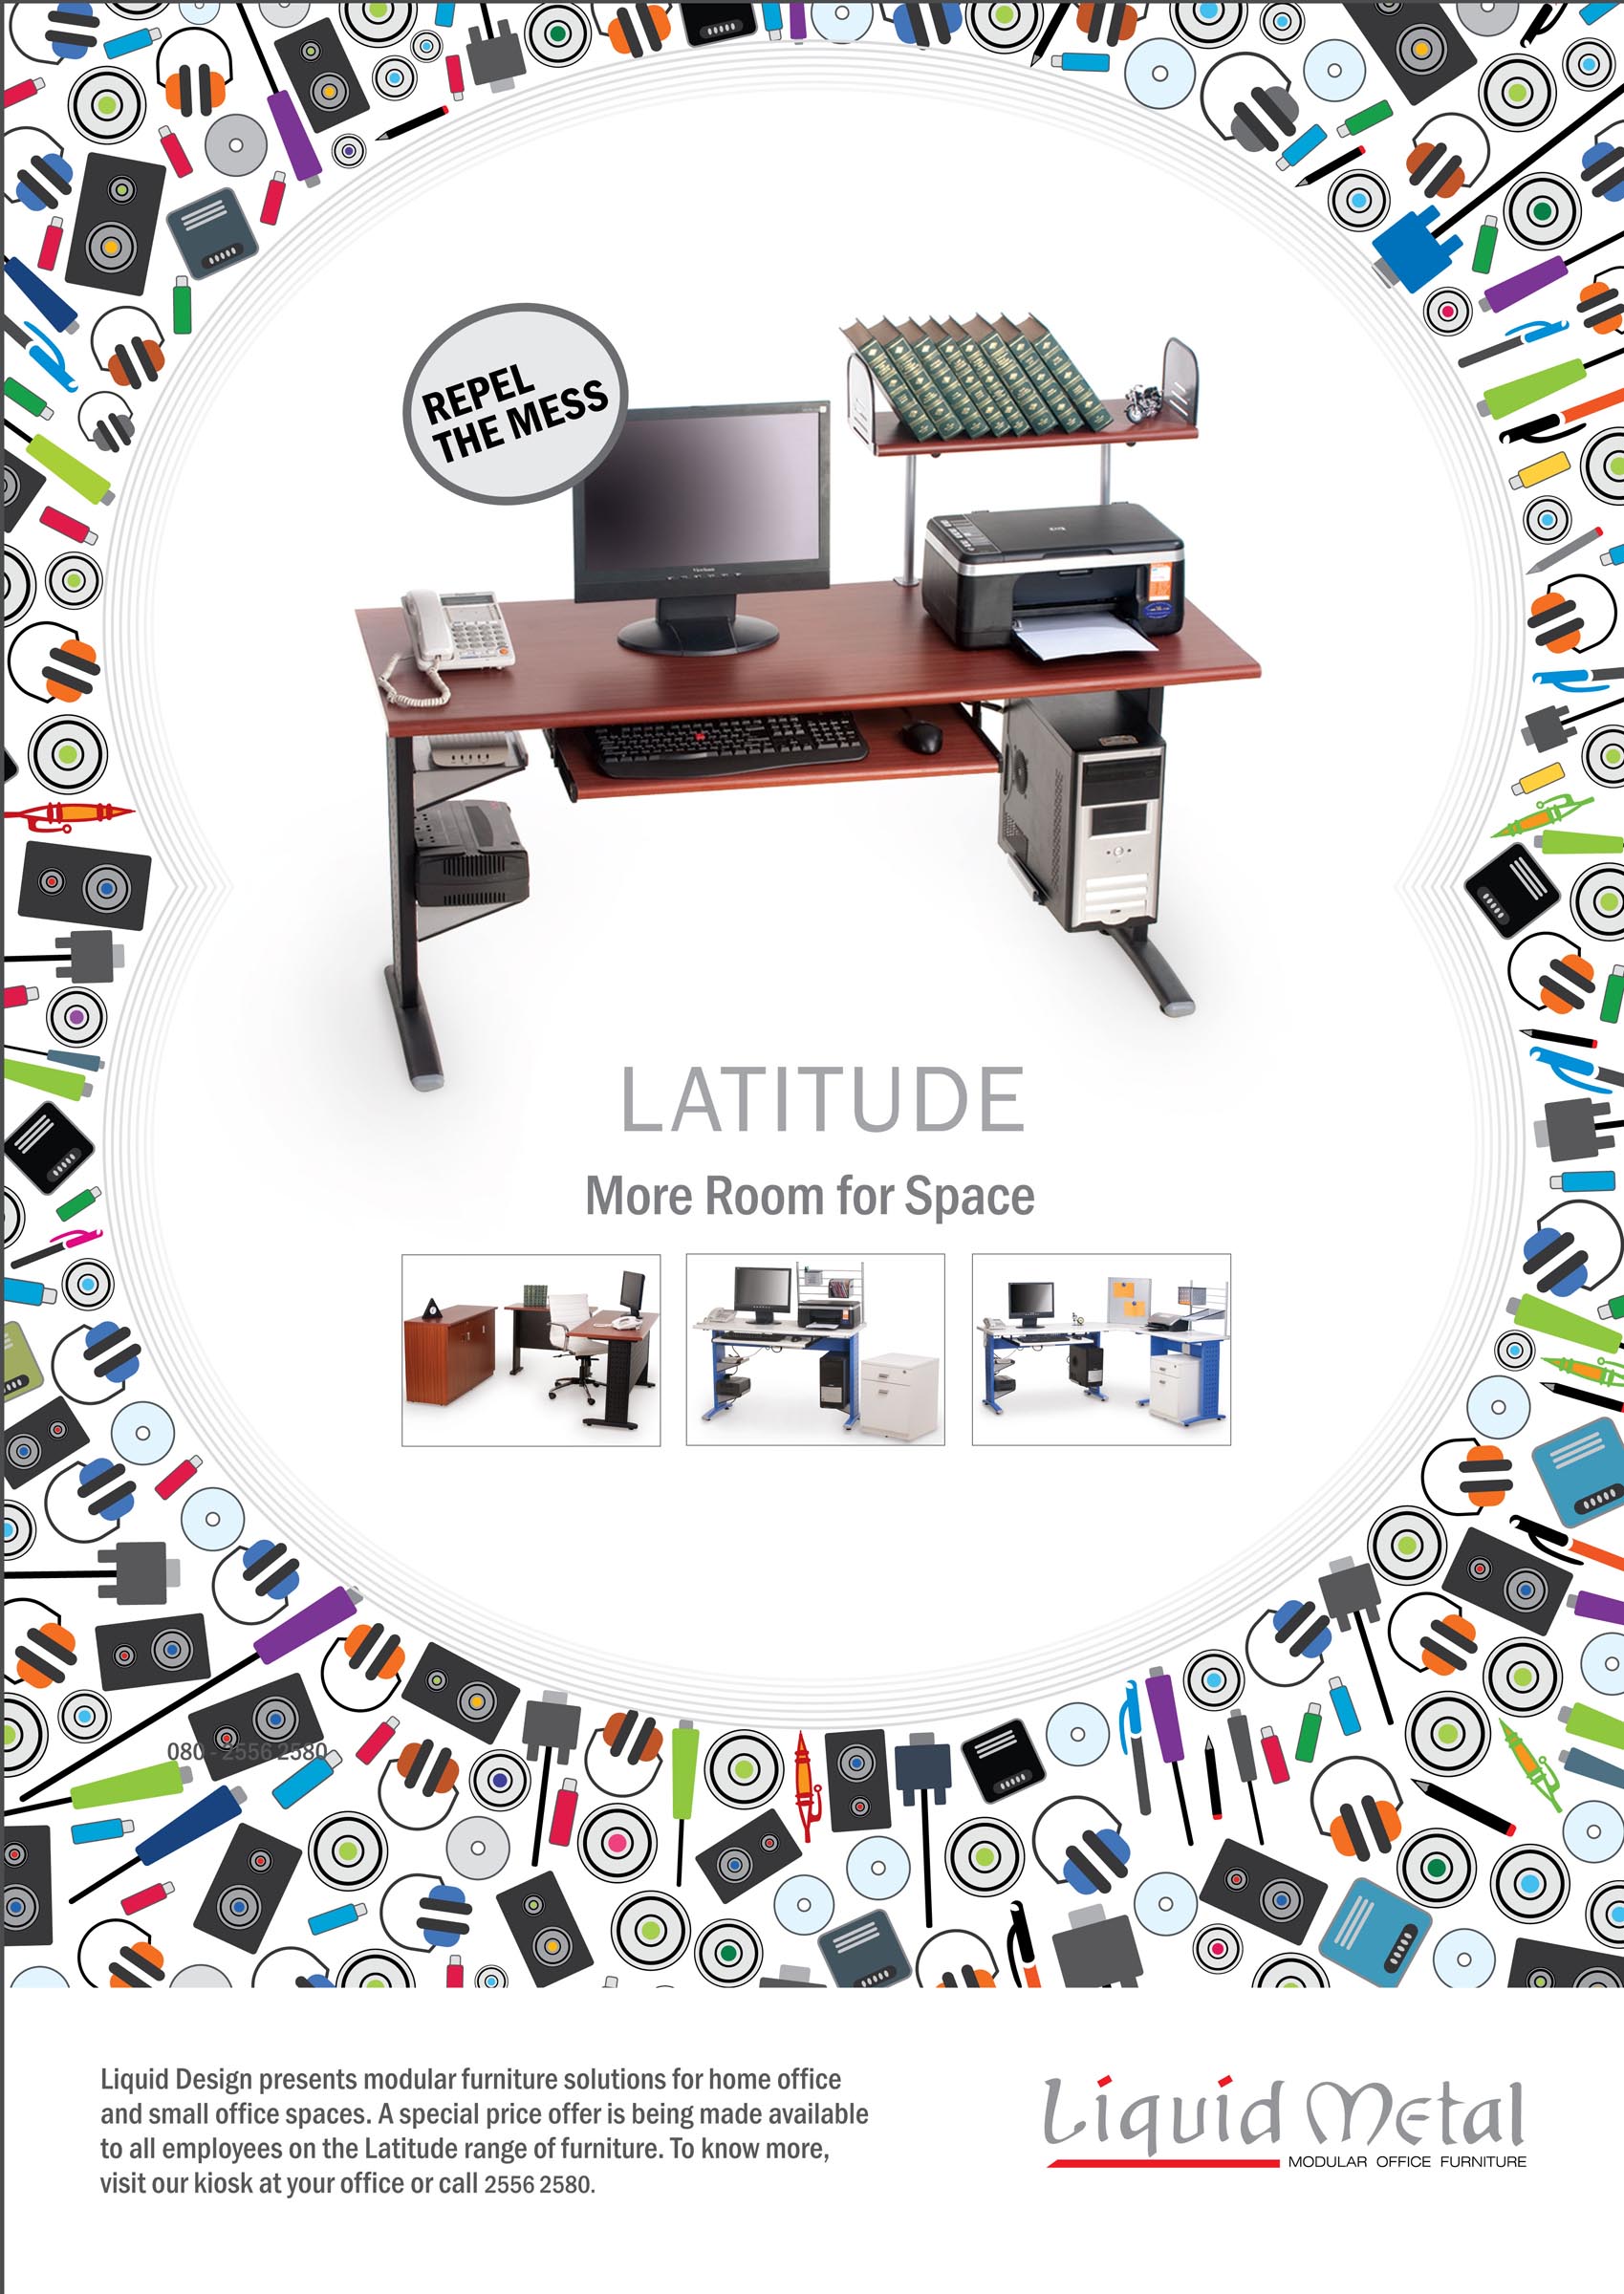 REPEL
THE MESS
LATITUDE
More Room for Space
080 - 2556 2580
Liquid Design presents modular furniture solutions for home office
and small office spaces. A special price offer is being made available
to all employees on the Latitude range of furniture. To know more,
visit our kiosk at your office or call 2556 2580.
Liquid Metal
MODULAR OFFICE FURNITURE